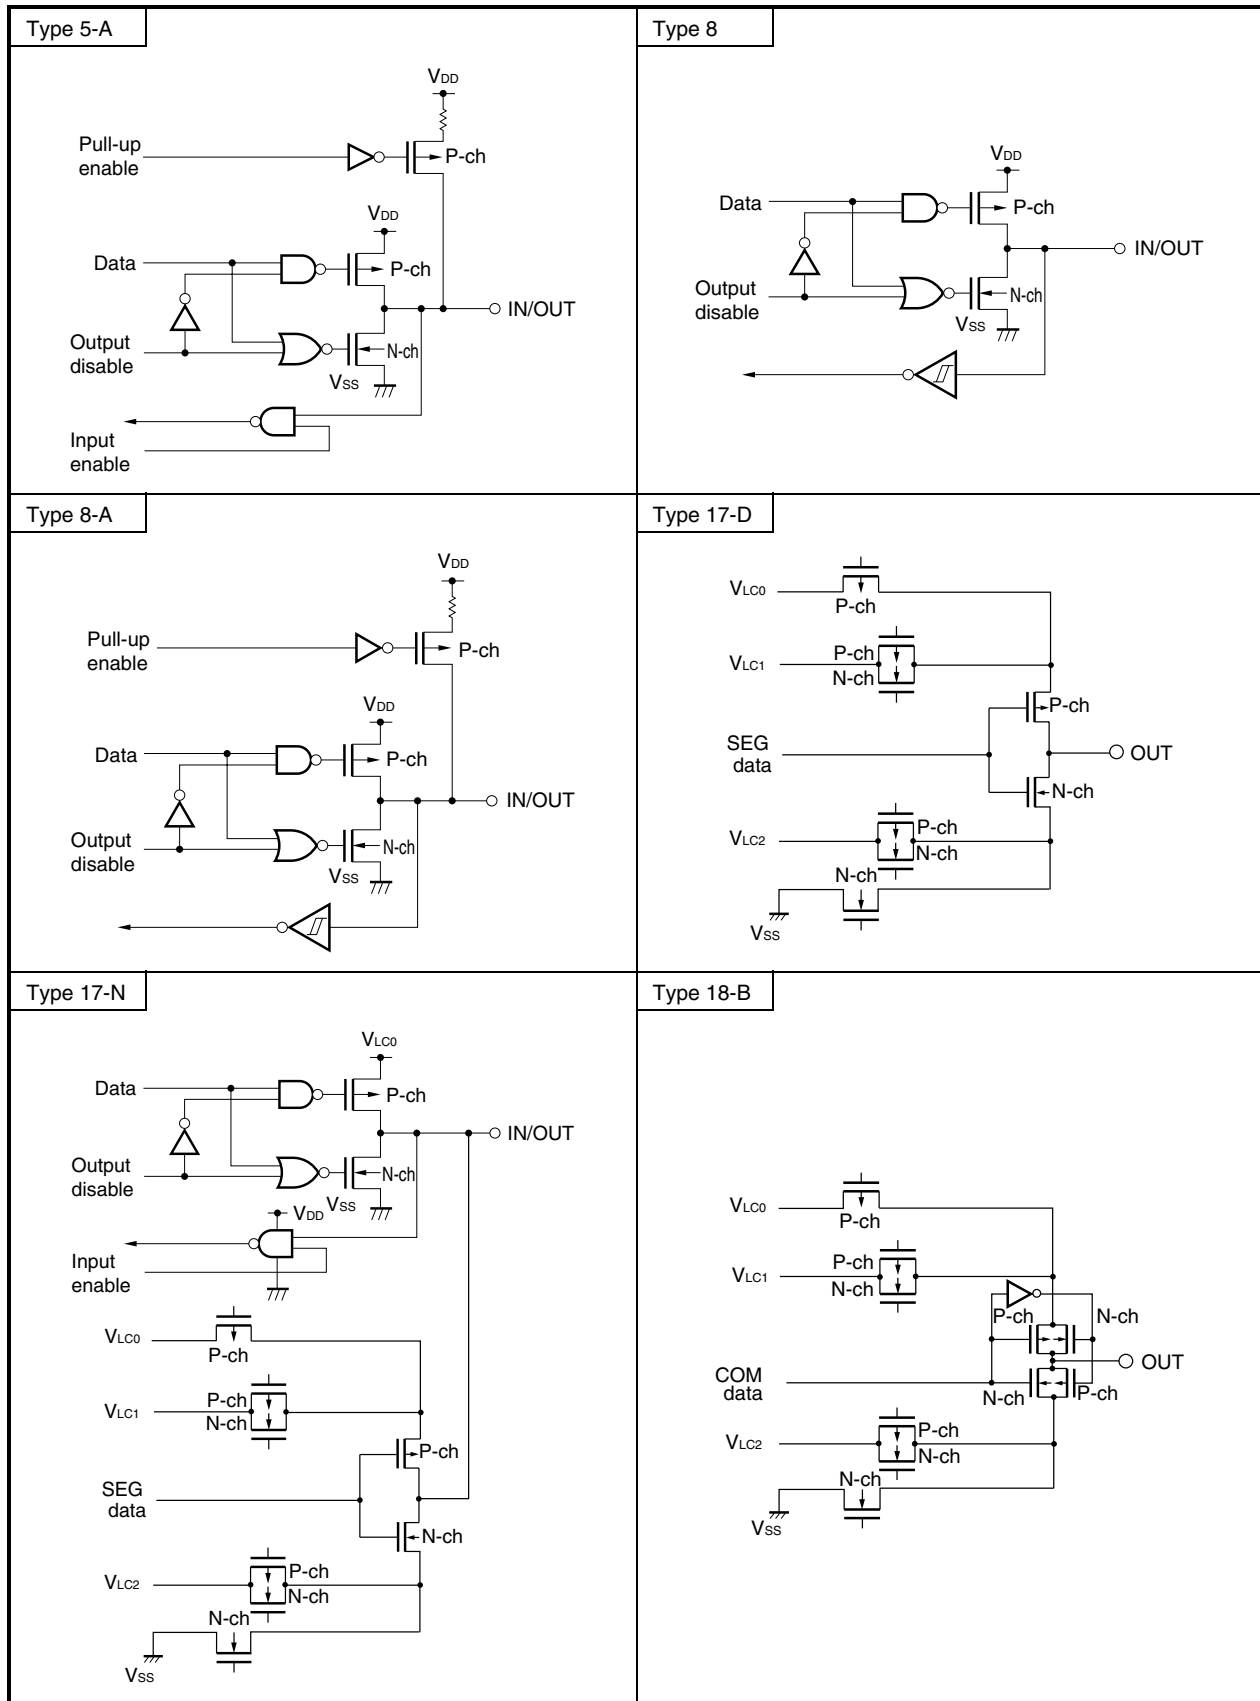 Type 5-A
VDD
Pull-up
enable
P-ch
VDD
Data
P-ch
IN/OUT
Output
disable
N-ch
VSS
Input
enable
Type 8
VDD
Data
P-ch
IN/OUT
Output
disable
N-ch
VSS
Type 8-A
VDD
Pull-up
enable
P-ch
VDD
Data
P-ch
IN/OUT
Output
disable
N-ch
VSS
Type 17-D
VLC0
P-ch
P-ch
VLC1
N-ch
P-ch
SEG
data
OUT
N-ch
P-ch
VLC2
N-ch
N-ch
VSS
Type 17-N
VLC0
Data
P-ch
IN/OUT
Output
disable
N-ch
VSS
VDD
Input
enable
VLC0
P-ch
P-ch
VLC1
N-ch
P-ch
SEG
data
N-ch
P-ch
VLC2
N-ch
N-ch
VSS
Type 18-B
VLC0
P-ch
P-ch
VLC1
N-ch
P-ch
N-ch
OUT
COM
data
N-ch
P-ch
P-ch
VLC2
N-ch
N-ch
VSS